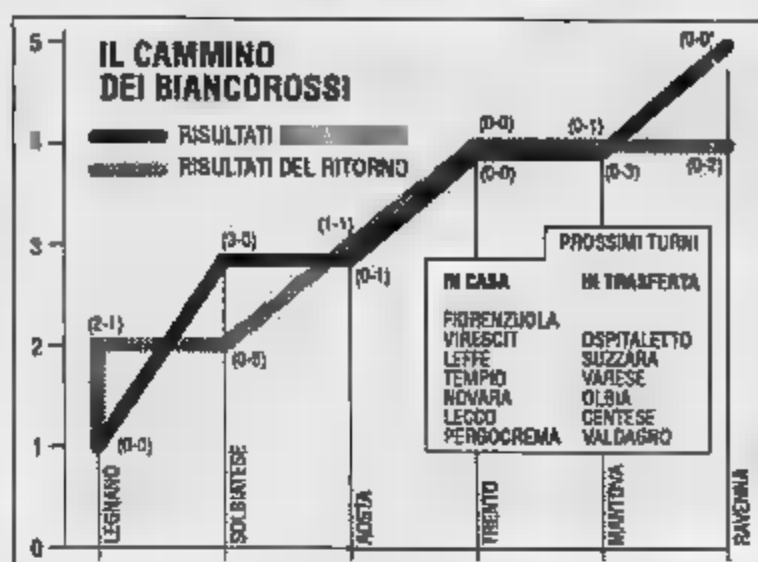 IL CAMMINO
DEI BIANCOROSSI
RISULTATI
RISULTATI DEL RITORNO
5
3
2
1
0
(2-1)
(0-0)
(3-0)
(1-1)
(0-1)
(0-0)
(0-0)
(0-1)
(0-3)
(0-0)
(0-2)
PROSSIMI TURNI
IN CASA
FIORENZUOLA
VIRESCIT
LEFFE
TEMPIO
NOVARA
LECCO
PERGOCREMA
IN TRASFERTA
OSPITALETTO
SUZZARA
VARESE
OLBIA
CENTESE
VALDAGNO
LEGNANO
SOLBIATESE
AOSTA
TRENTO
MANTOVA
RAVENNA